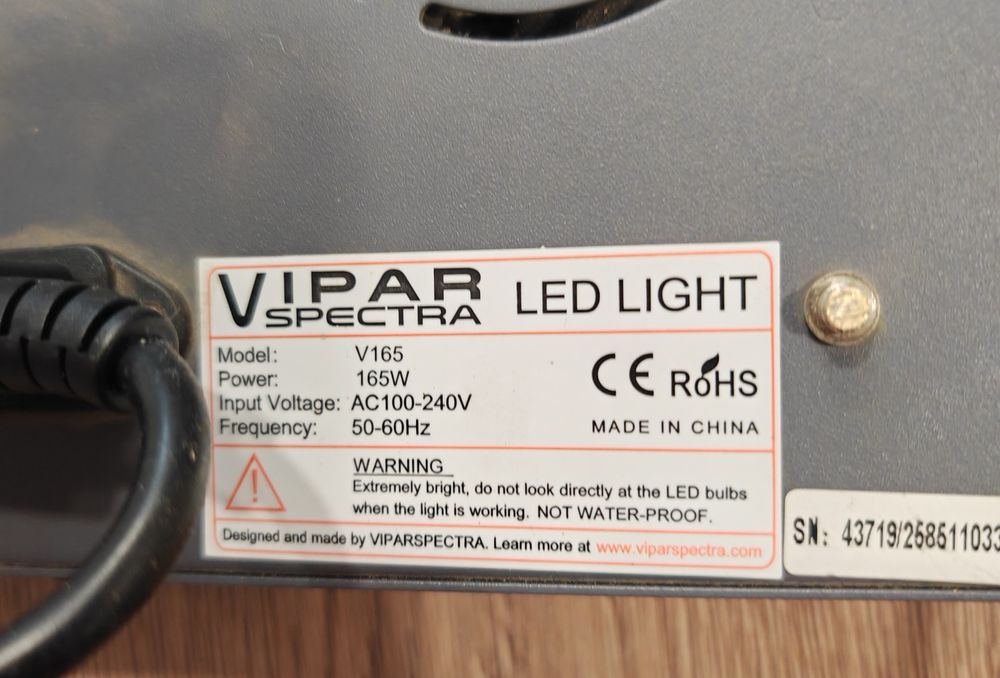 VIPAR SPECTRA LED LIGHT
Model: V165
Power: 165W
Input Voltage: AC100-240V
Frequency: 50-60Hz
CE RoHS
MADE IN CHINA
WARNING
Extremely bright, do not look directly at the LED bulbs
when the light is working. NOT WATER-PROOF.
Designed and made by VIPARSPECTRA. Learn more at www.viparspectra.com
SN: